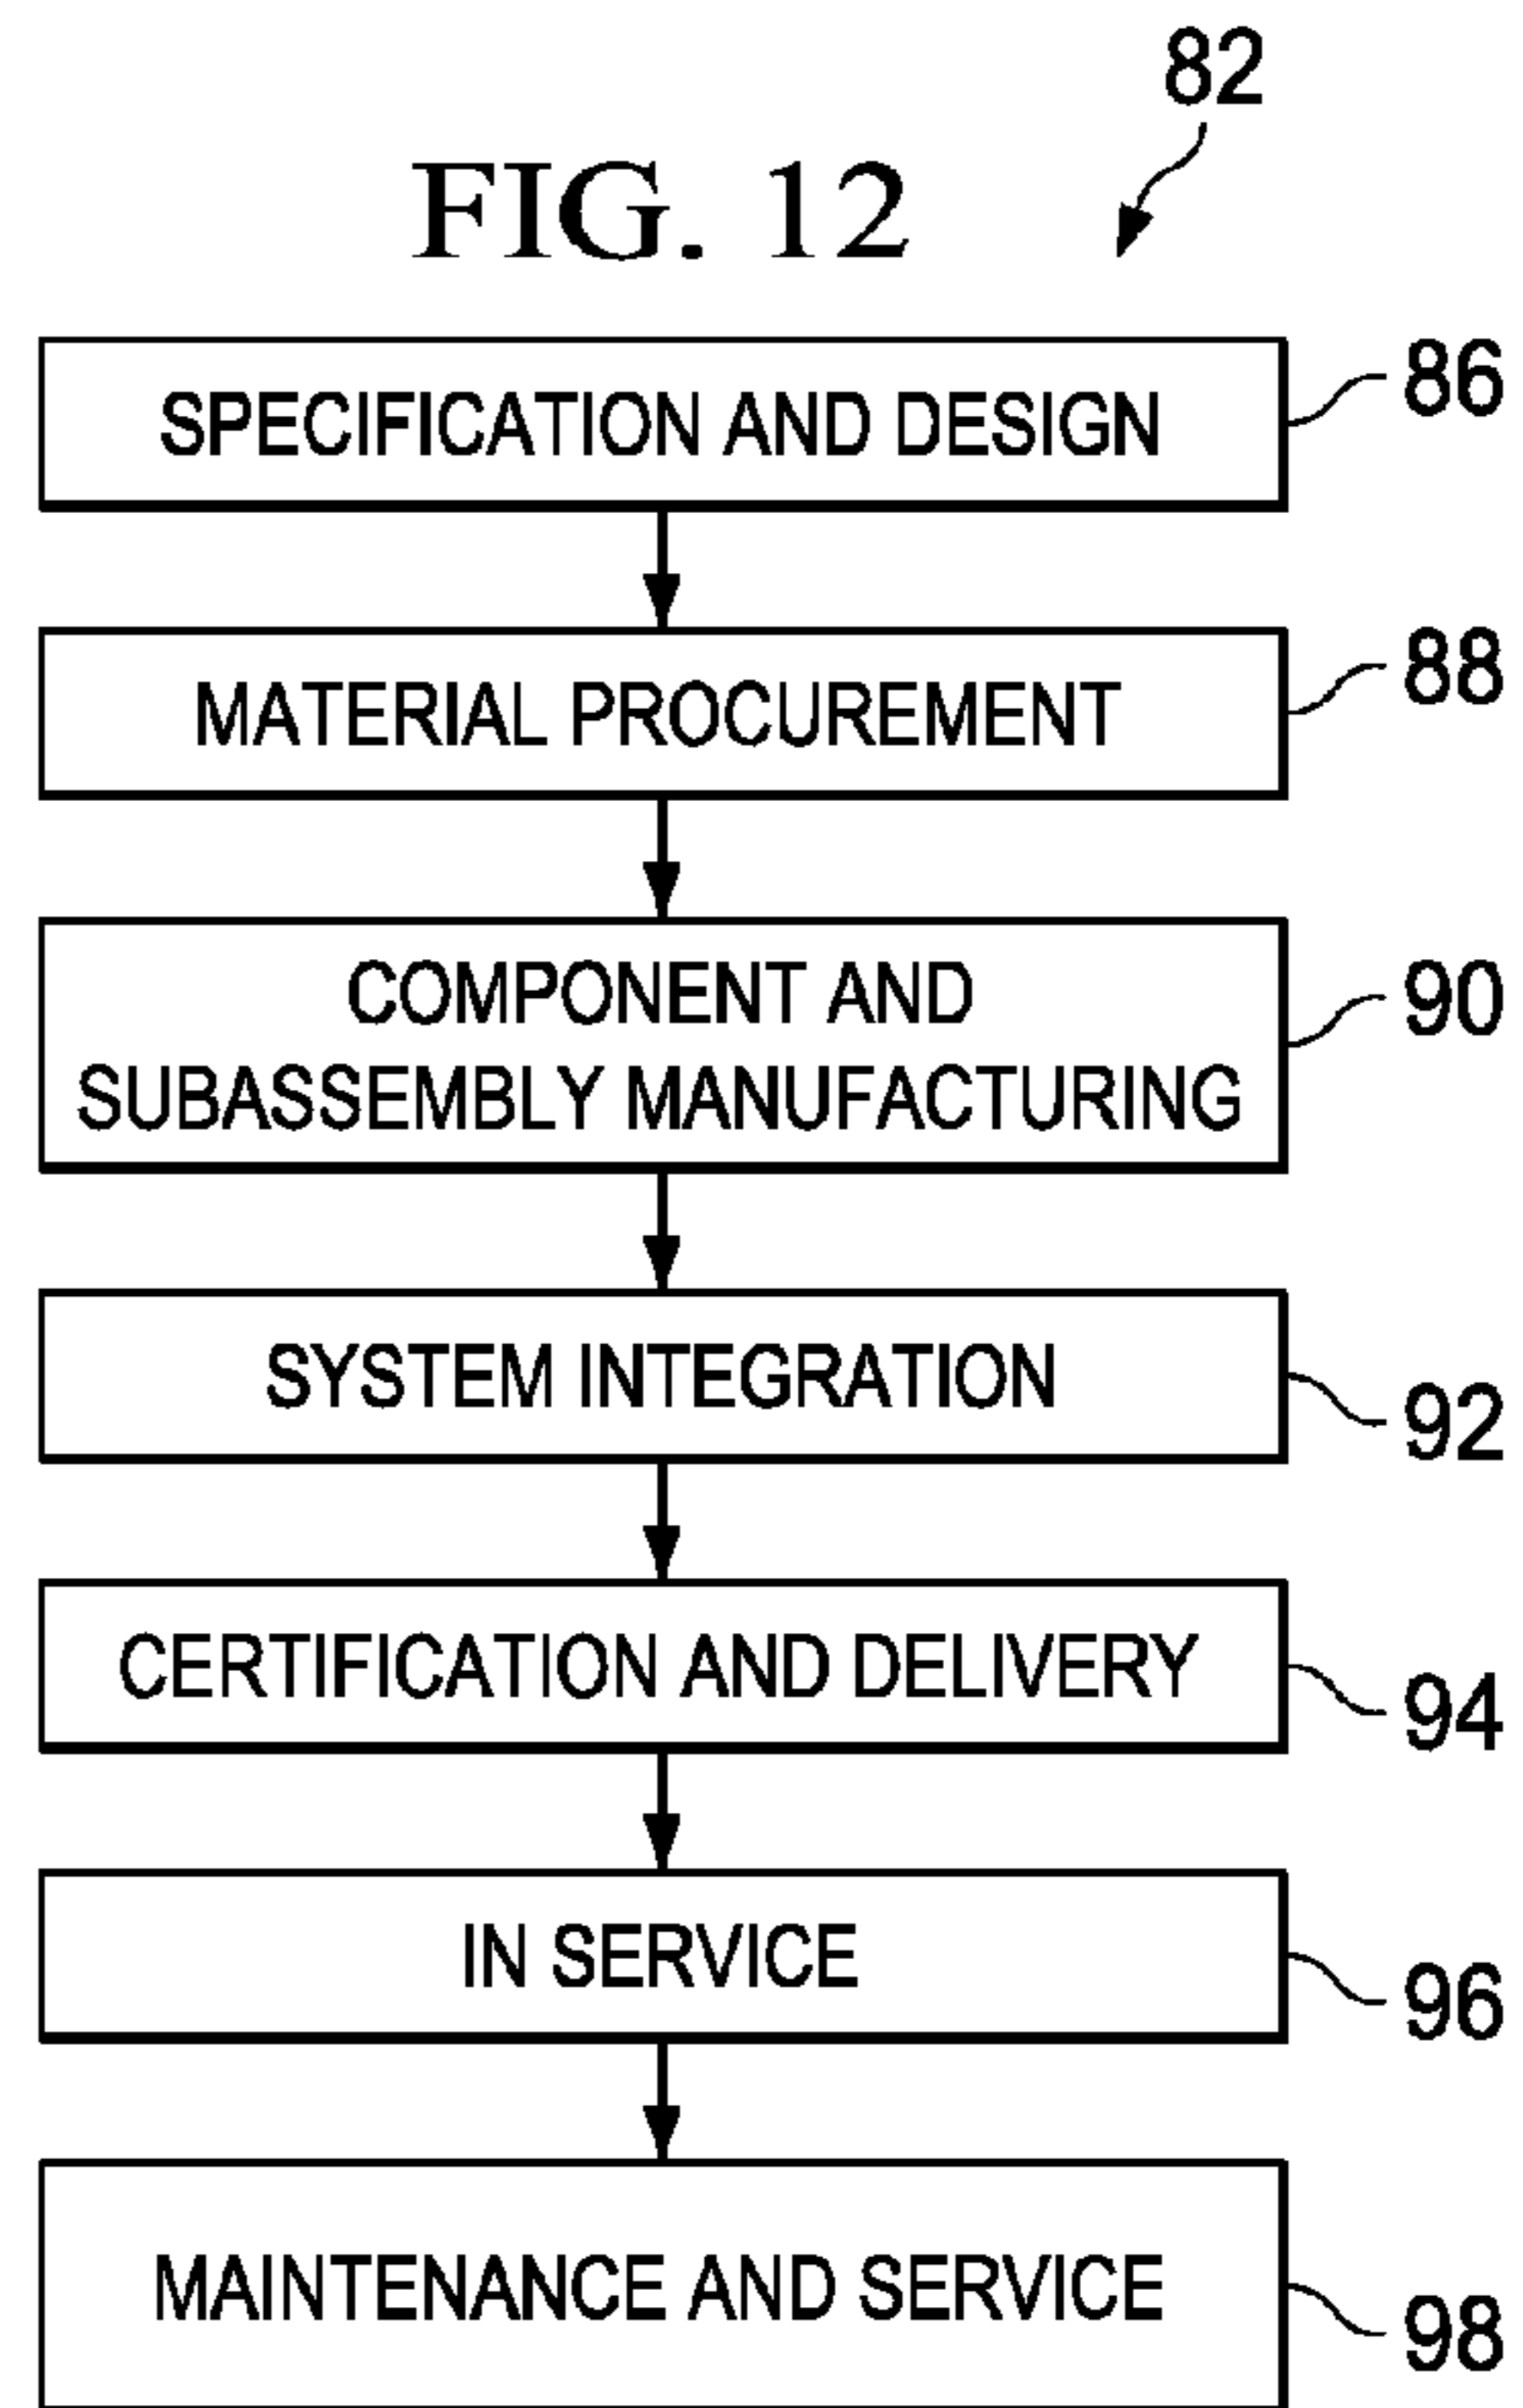 82
FIG. 12
SPECIFICATION AND DESIGN
86
MATERIAL PROCUREMENT
88
COMPONENT AND
SUBASSEMBLY MANUFACTURING
90
SYSTEM INTEGRATION
92
CERTIFICATION AND DELIVERY
94
IN SERVICE
96
MAINTENANCE AND SERVICE
98